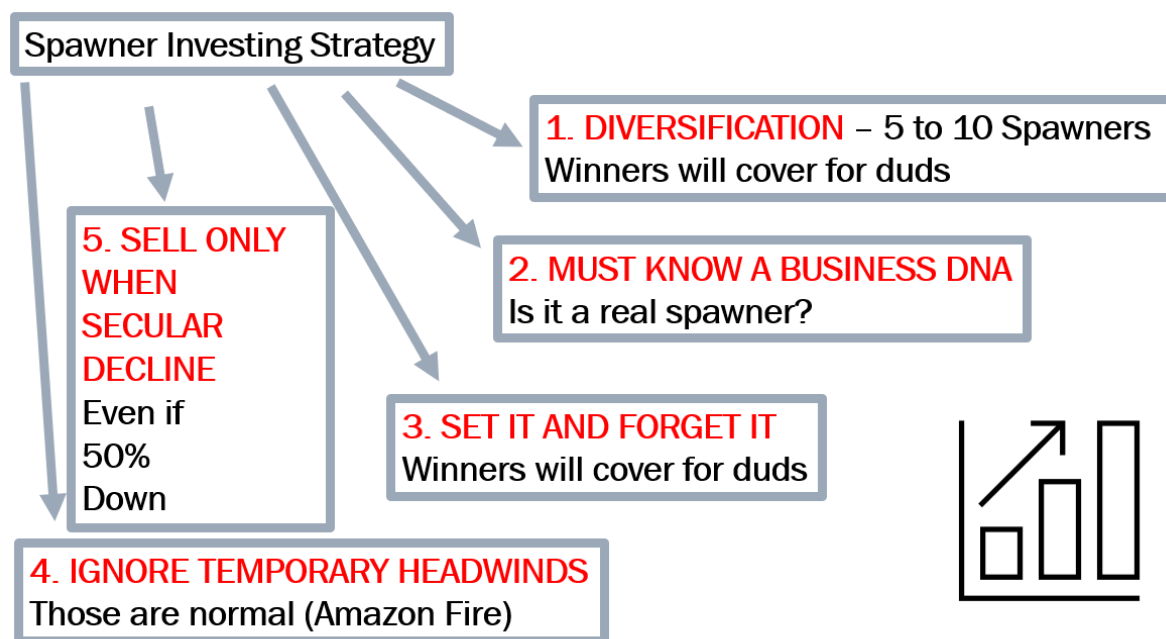 Spawner Investing Strategy
1. DIVERSIFICATION – 5 to 10 Spawners
Winners will cover for duds
2. MUST KNOW A BUSINESS DNA
Is it a real spawner?
3. SET IT AND FORGET IT
Winners will cover for duds
4. IGNORE TEMPORARY HEADWINDS
Those are normal (Amazon Fire)
5. SELL ONLY
WHEN
SECULAR
DECLINE
Even if
50%
Down